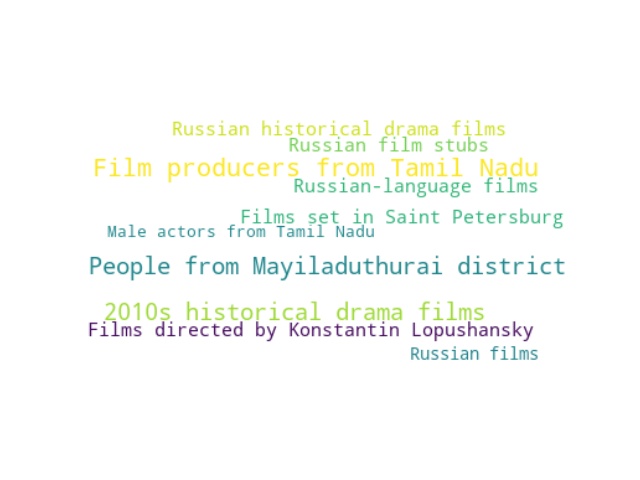 Russian historical drama films
Russian film stubs
Film producers from Tamil Nadu
Russian-language films
Films set in Saint Petersburg
Male actors from Tamil Nadu
People from Mayiladuthurai district
2010s historical drama films
Films directed by Konstantin Lopushansky
Russian films